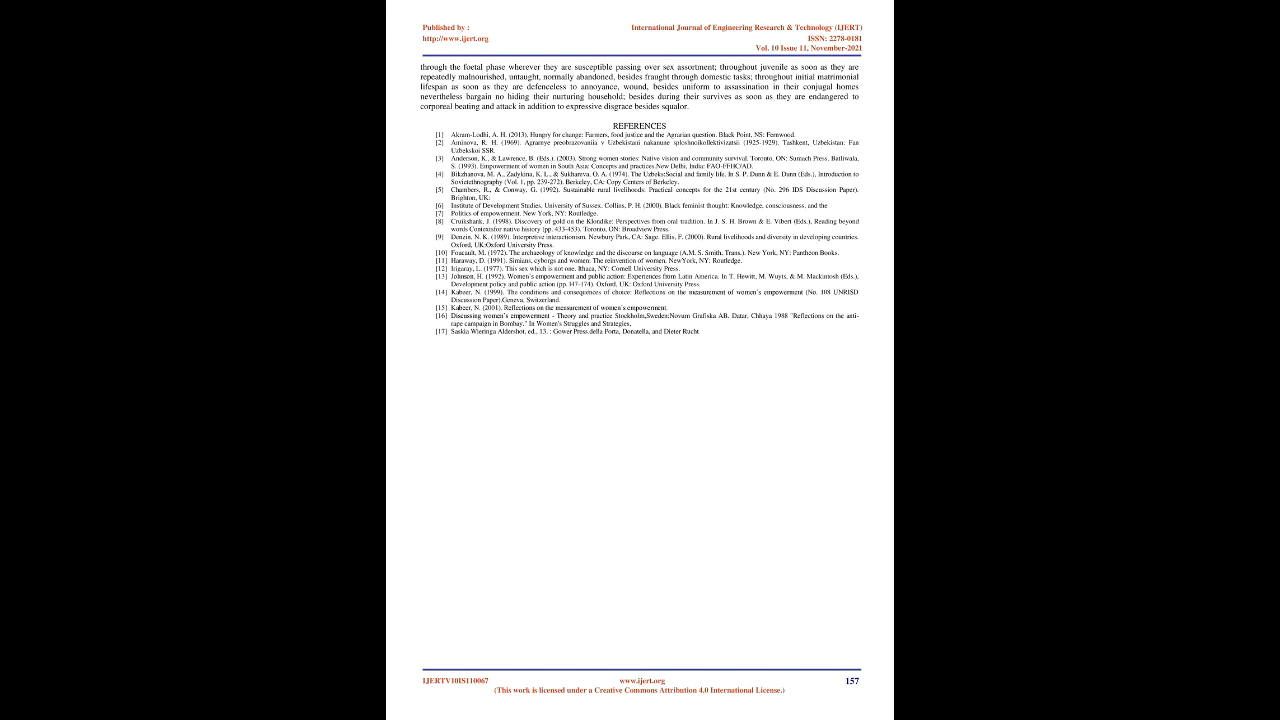 Published by :
International Journal of Engineering Research & Technology (IJERT)
http://www.ijert.org
ISSN: 2278-0181
Vol. 10 Issue 11, November-2021
through the foetal phase wherever they are susceptible passing over sex assortment; throughout juvenile as soon as they are
repeatedly malnourished, untaught, normally abandoned, besides fraught through domestic tasks; throughout initial matrimonial
lifespan as soon as they are defenceless to annoyance, wound, besides uniform to assassination in their conjugal homes
nevertheless bargain no hiding their nurturing household; besides during their survives as soon as they are endangered to
corporeal beating and attack in addition to expressive disgrace besides squalor.
REFERENCES
[1] Akram-Lodhi, A. H. (2013). Hungry for change: Farmers, food justice and the Agrarian question. Black Point, NS: Fernwood.
[2] Aminova, R. H. (1969). Agrarnye preobrazovaniia v Uzbekistani nakanune sploshnoikollektivizatsii (1925-1929). Tashkent, Uzbekistan: Fan
Uzbekskoi SSR.
[3] Anderson, K., & Lawrence, B. (Eds.). (2003). Strong women stories: Native vision and community survival. Toronto, ON: Sumach Press. Batliwala,
S. (1993). Empowerment of women in South Asia: Concepts and practices.New Delhi, India: FAO-FFHC/AD.
[4] Bikzhanova, M. A., Zadykina, K. L., & Sukhareva, O. A. (1974). The Uzbeks:Social and family life. In S. P. Dunn & E. Dunn (Eds.), Introduction to
Sovietethnography (Vol. 1, pp. 239-272). Berkeley, CA: Copy Centers of Berkeley.
[5] Chambers, R., & Conway, G. (1992). Sustainable rural livelihoods: Practical concepts for the 21st century (No. 296 IDS Discussion Paper).
Brighton, UK:
[6] Institute of Development Studies, University of Sussex. Collins, P. H. (2000). Black feminist thought: Knowledge, consciousness, and the
[7] Politics of empowerment. New York, NY: Routledge.
[8] Cruikshank, J. (1998). Discovery of gold on the Klondike: Perspectives from oral tradition. In J. S. H. Brown & E. Vibert (Eds.), Reading beyond
words Contextsfor native history (pp. 433-453). Toronto, ON: Broadview Press.
[9] Denzin, N. K. (1989). Interpretive interactionism. Newbury Park, CA: Sage. Ellis, F. (2000). Rural livelihoods and diversity in developing countries.
Oxford, UK:Oxford University Press.
[10] Foucault, M. (1972). The archaeology of knowledge and the discourse on language (A.M. S. Smith, Trans.). New York, NY: Pantheon Books.
[11] Haraway, D. (1991). Simians, cyborgs and women: The reinvention of women. NewYork, NY: Routledge.
[12] Irigaray, L. (1977). This sex which is not one. Ithaca, NY: Cornell University Press.
[13] Johnson, H. (1992). Women's empowerment and public action: Experiences from Latin America. In T. Hewitt, M. Wuyts, & M. Mackintosh (Eds.),
Development policy and public action (pp. 147-174). Oxford, UK: Oxford University Press.
[14] Kabeer, N. (1999). The conditions and consequences of choice: Reflections on the measurement of women's empowerment (No. 108 UNRISD
Discussion Paper).Geneva, Switzerland.
[15] Kabeer, N. (2001). Reflections on the measurement of women's empowerment.
[16] Discussing women's empowerment - Theory and practice Stockholm,Sweden:Novum Grafiska AB. Datar, Chhaya 1988 "Reflections on the anti-
rape campaign in Bombay." In Women's Struggles and Strategies,
[17] Saskia Wieringa Aldershot, ed., 13. : Gower Press.della Porta, Donatella, and Dieter Rucht
IJERTV10IS110067
www.ijert.org
157
(This work is licensed under a Creative Commons Attribution 4.0 International License.)